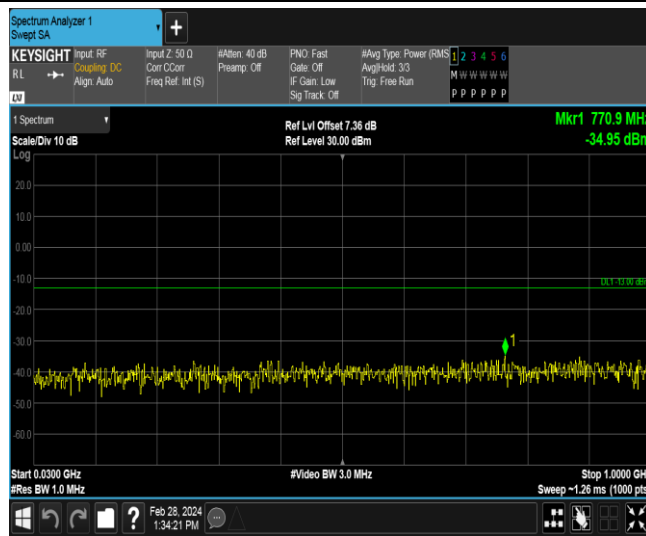 Spectrum Analyzer 1
Swept SA
+
KEYSIGHT
RL
LXI
Input: RF
Coupling: DC
Align: Auto
Input Z: 50 Ω
Corr CCorr
Freq Ref: Int (S)
#Atten: 40 dB
Preamp: Off
PNO: Fast
Gate: Off
IF Gain: Low
Sig Track: Off
#Avg Type: Power (RMS
Avg|Hold: 3/3
Trig: Free Run
1 2 3 4 5 6
M W W W W W
P P P P P P
1 Spectrum
Scale/Div 10 dB
Ref Lvl Offset 7.36 dB
Ref Level 30.00 dBm
Mkr1 770.9 MHz
-34.95 dBm
Log
20.0
10.0
0.00
-10.0
DL1 -13.00 dBm
-20.0
-30.0
1
-40.0
-50.0
-60.0
Start 0.0300 GHz
#Video BW 3.0 MHz
Stop 1.0000 GH
#Res BW 1.0 MHz
Sweep ~1.26 ms (1000 pts
?
Feb 28, 2024
1:34:21 PM